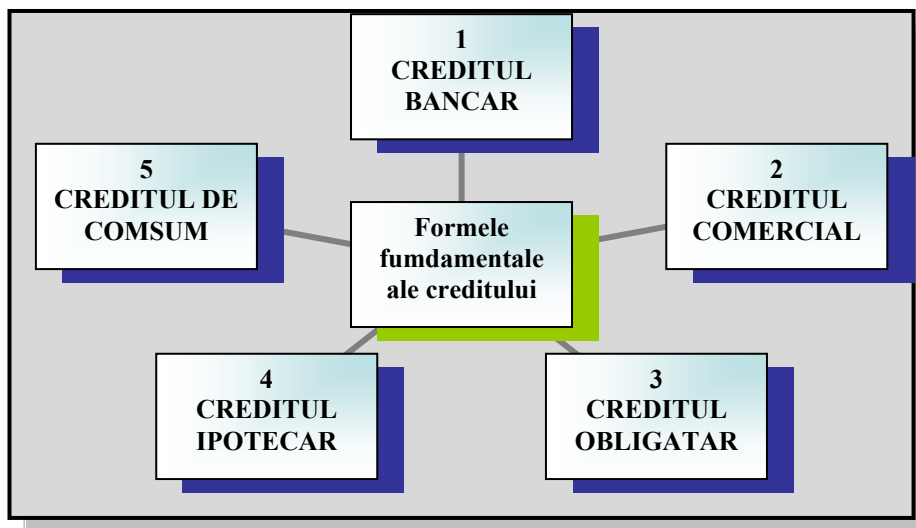 1
CREDITUL
BANCAR
5
CREDITUL DE
COMSUM
2
CREDITUL
COMERCIAL
Formele
fumdamentale
ale creditului
4
CREDITUL
IPOTECAR
3
CREDITUL
OBLIGATAR